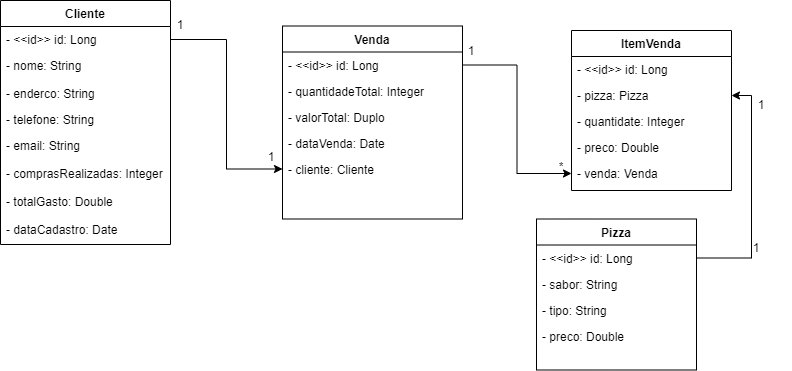 Cliente
- <<id>> id: Long
- nome: String
- enderco: String
- telefone: String
- email: String
- comprasRealizadas: Integer
- totalGasto: Double
- dataCadastro: Date
1
1
Venda
- <<id>> id: Long
- quantidadeTotal: Integer
- valorTotal: Duplo
- dataVenda: Date
- cliente: Cliente
1
*
ItemVenda
- <<id>> id: Long
- pizza: Pizza
- quantidate: Integer
- preco: Double
- venda: Venda
1
1
Pizza
- <<id>> id: Long
- sabor: String
- tipo: String
- preco: Double